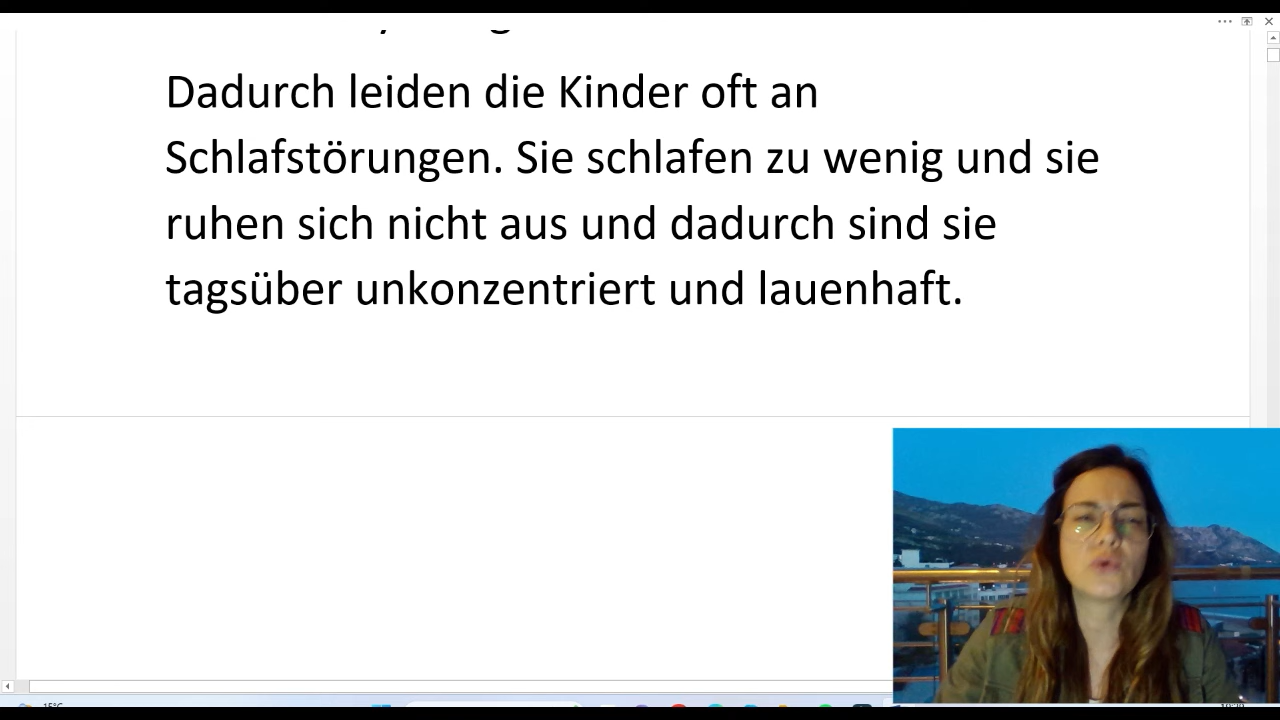 Dadurch leiden die Kinder oft an
Schlafstörungen. Sie schlafen zu wenig und sie
ruhen sich nicht aus und dadurch sind sie
tagsüber unkonzentriert und lauenhaft.
15°C